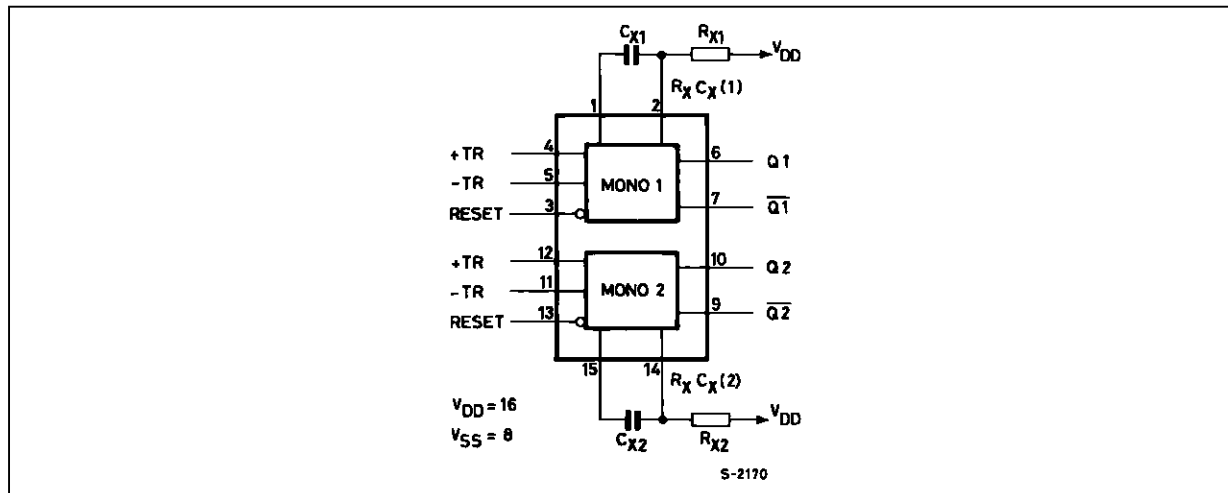 CX1 RX1 VDD
RX CX (1)
1 2
+TR 4 6 Q1
-TR 5 MONO 1
RESET 3 7 Q̅1̅
+TR 12 10 Q2
-TR 11 MONO 2
RESET 13 9 Q̅2̅
15 14 RX CX (2)
VDD = 16
VSS = 8
CX2 RX2 VDD
S-2170